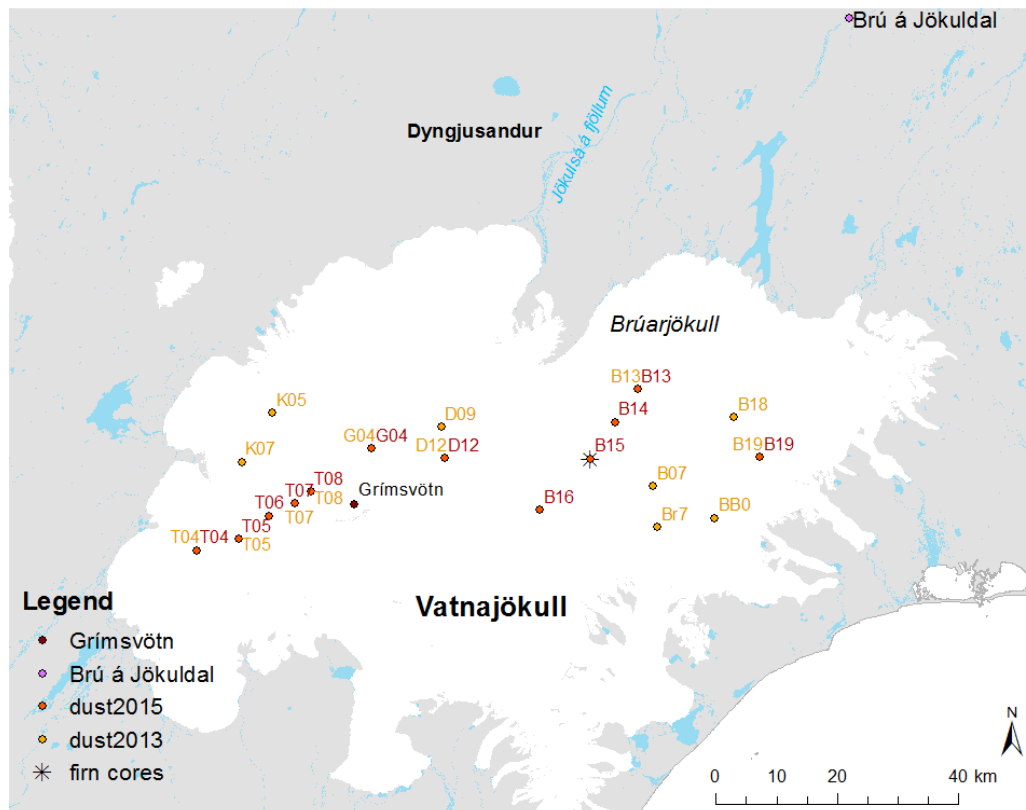 Brú á Jökuldal
Dyngjusandur
Jökulsá á fjöllum
Brúarjökull
B13B13
K05
B14
B18
D09
G04G04
D12D12
B15
B19B19
K07
B07
T08
T07
T08
Grímsvötn
B16
T06
T07
BB0
Br7
T05
T04T04
T05
Vatnajökull
Legend
Grímsvötn
Brú á Jökuldal
dust2015
dust2013
firn cores
N
0 10 20 40 km